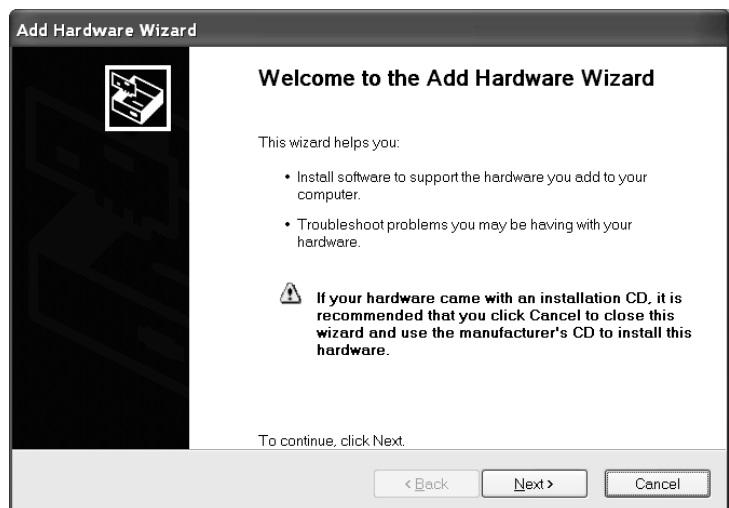 Add Hardware Wizard
Welcome to the Add Hardware Wizard
This wizard helps you:
• Install software to support the hardware you add to your
computer.
• Troubleshoot problems you may be having with your
hardware.
If your hardware came with an installation CD, it is
recommended that you click Cancel to close this
wizard and use the manufacturer's CD to install this
hardware.
To continue, click Next.
< Back Next > Cancel